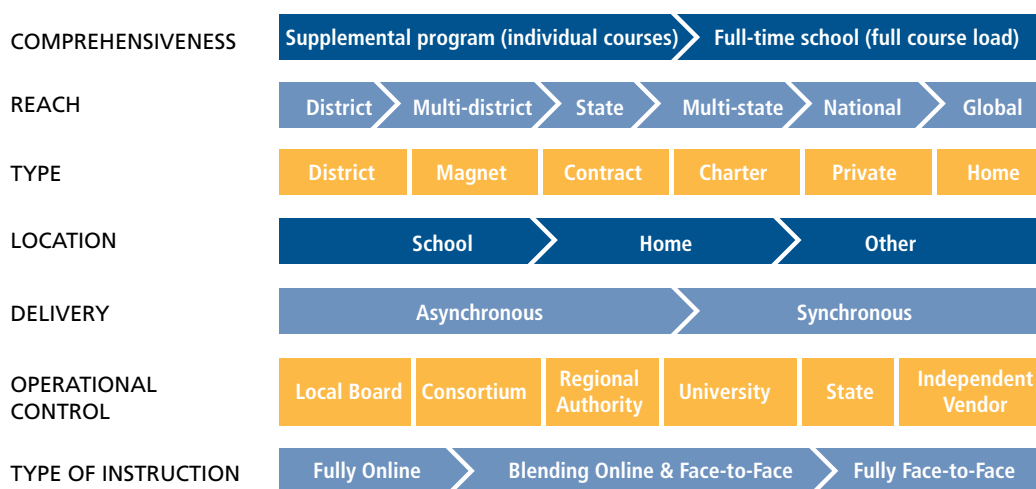 COMPREHENSIVENESS
Supplemental program (individual courses)
Full-time school (full course load)
REACH
District
Multi-district
State
Multi-state
National
Global
TYPE
District
Magnet
Contract
Charter
Private
Home
LOCATION
School
Home
Other
DELIVERY
Asynchronous
Synchronous
OPERATIONAL
CONTROL
Local Board
Consortium
Regional
Authority
University
State
Independent
Vendor
TYPE OF INSTRUCTION
Fully Online
Blending Online & Face-to-Face
Fully Face-to-Face